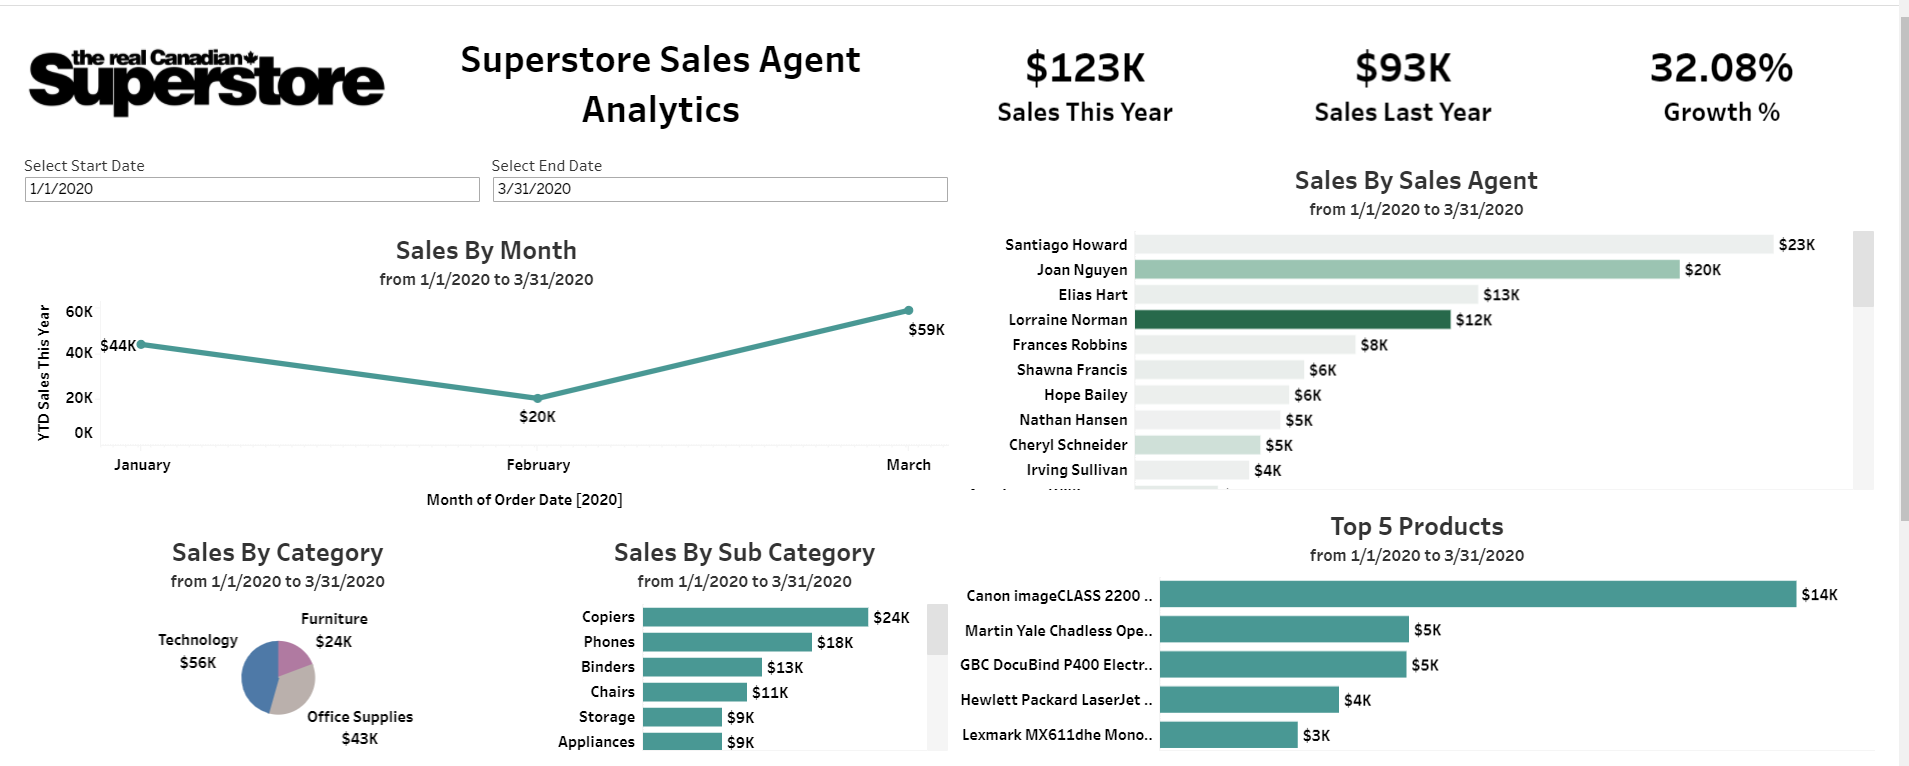 the real Canadian
Superstore
Superstore Sales Agent
Analytics
$123K
Sales This Year
$93K
Sales Last Year
32.08%
Growth %
Select Start Date
1/1/2020
Select End Date
3/31/2020
Sales By Month
from 1/1/2020 to 3/31/2020
YTD Sales This Year
60K
40K
20K
0K
$44K
$20K
$59K
January
February
March
Month of Order Date [2020]
Sales By Sales Agent
from 1/1/2020 to 3/31/2020
Santiago Howard $23K
Joan Nguyen $20K
Elias Hart $13K
Lorraine Norman $12K
Frances Robbins $8K
Shawna Francis $6K
Hope Bailey $6K
Nathan Hansen $5K
Cheryl Schneider $5K
Irving Sullivan $4K
Sales By Category
from 1/1/2020 to 3/31/2020
Furniture
$24K
Technology
$56K
Office Supplies
$43K
Sales By Sub Category
from 1/1/2020 to 3/31/2020
Copiers $24K
Phones $18K
Binders $13K
Chairs $11K
Storage $9K
Appliances $9K
Top 5 Products
from 1/1/2020 to 3/31/2020
Canon imageCLASS 2200 .. $14K
Martin Yale Chadless Ope.. $5K
GBC DocuBind P400 Electr.. $5K
Hewlett Packard LaserJet .. $4K
Lexmark MX611dhe Mono.. $3K